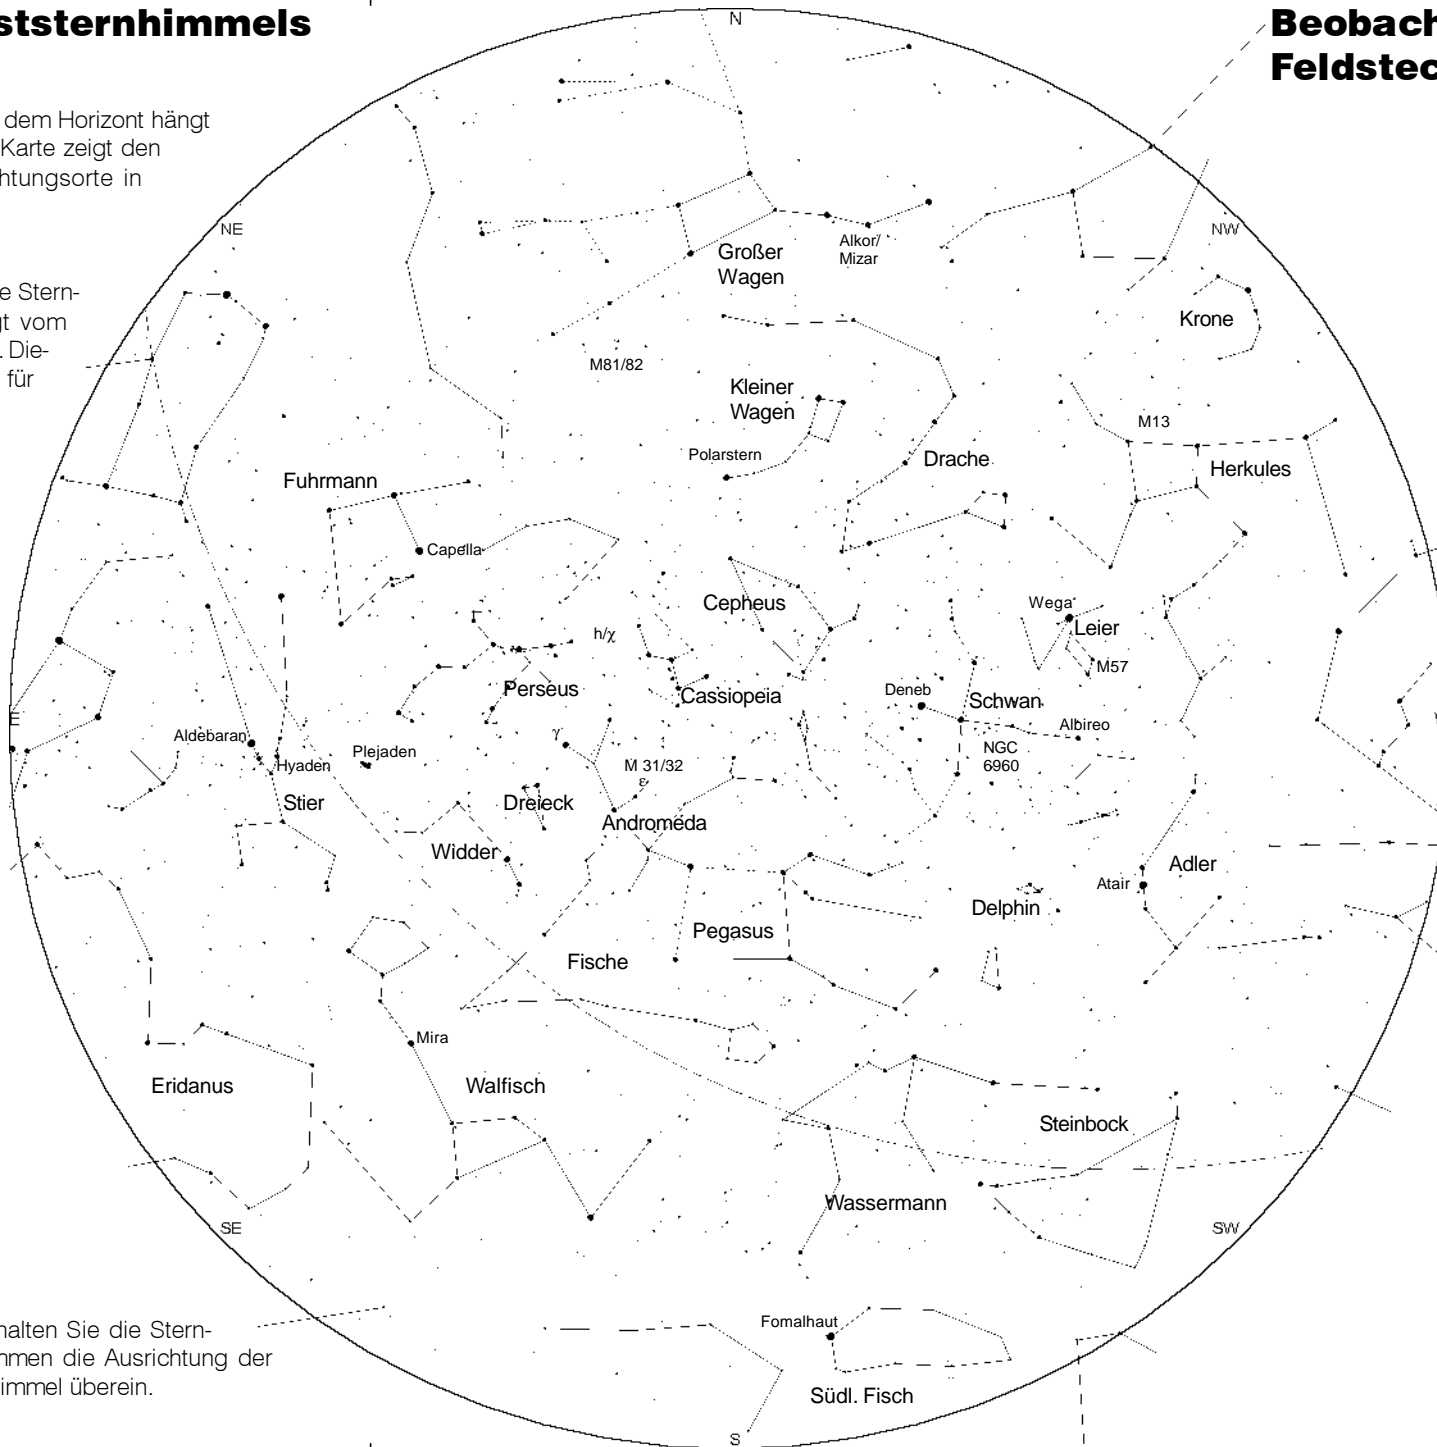 ststernhimmels
Beobach
Feldstec
N
dem Horizont hängt
Karte zeigt den
htungsorte in
NE
NW
Alkor/
Mizar
Großer
Wagen
e Stern-
gt vom
. Die-
für
Krone
M81/82
Kleiner
Wagen
M13
Polarstern
Drache
Herkules
Fuhrmann
Capella
Cepheus
Wega
Leier
h/χ
M57
Perseus
Cassiopeia
Deneb
Schwan
E
Albireo
Aldebaran
γ
Hyaden
Plejaden
M 31/32
ε
NGC
6960
Stier
Dreieck
Andromeda
Widder
Adler
Atair
Delphin
Pegasus
Fische
Mira
Eridanus
Walfisch
Steinbock
Wassermann
SE
SW
Fomalhaut
halten Sie die Stern-
nmen die Ausrichtung der
immel überein.
Südl. Fisch
S